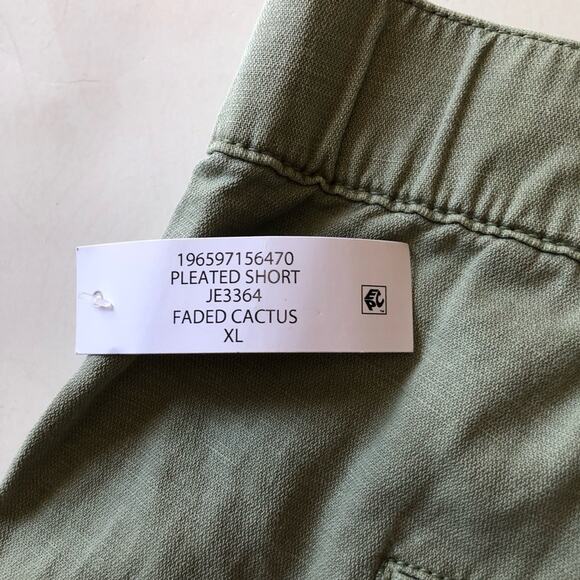 196597156470
PLEATED SHORT
JE3364
FADED CACTUS
XL